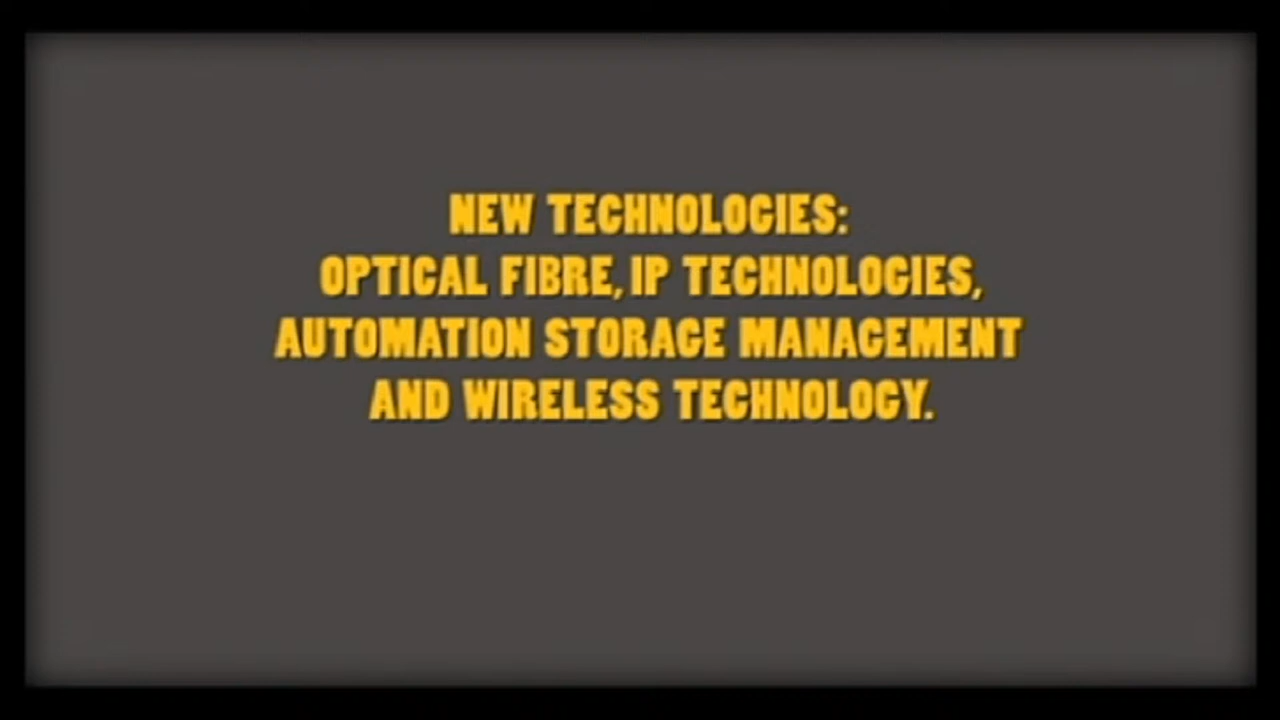 NEW TECHNOLOGIES:
OPTICAL FIBRE, IP TECHNOLOGIES,
AUTOMATION STORAGE MANAGEMENT
AND WIRELESS TECHNOLOGY.